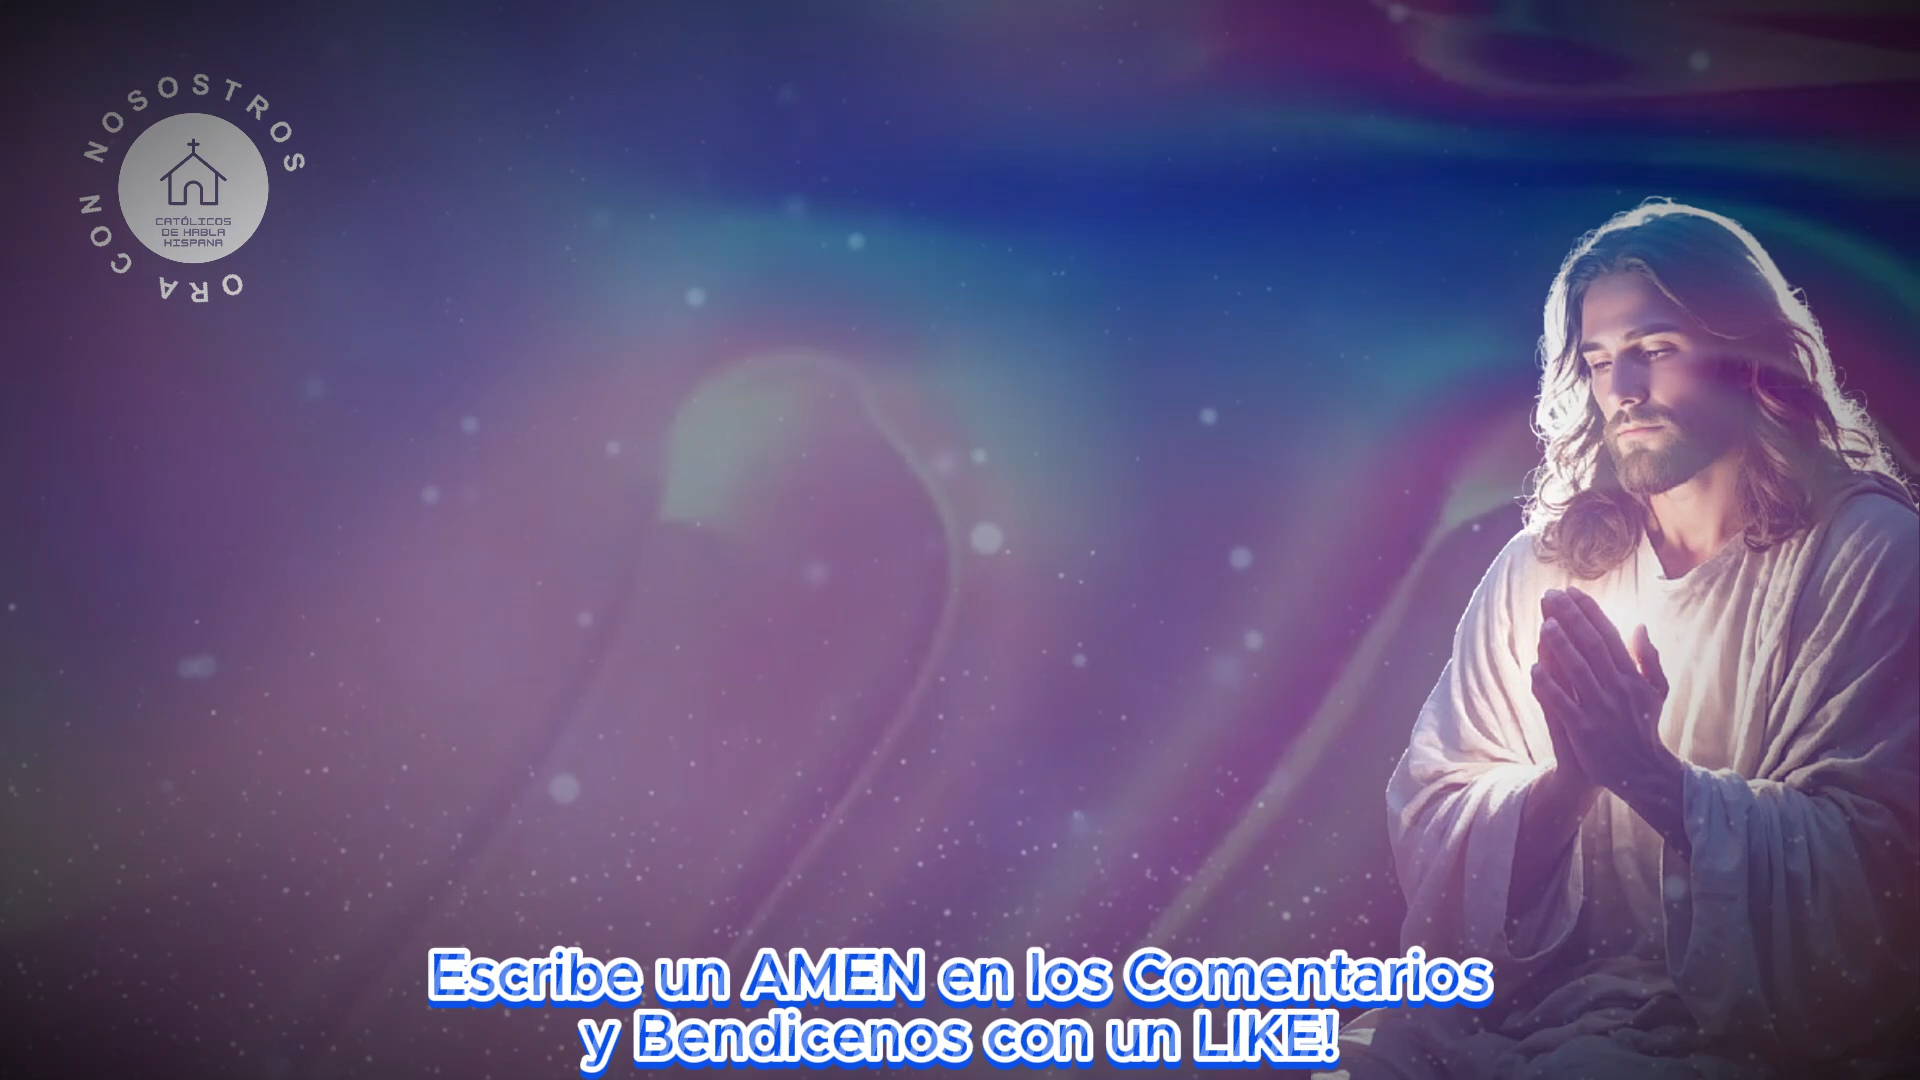 ORA CON NOSOSTROS
CATÓLICOS
DE HABLA
HISPANA
Escribe un AMEN en los Comentarios
y Bendicenos con un LIKE!